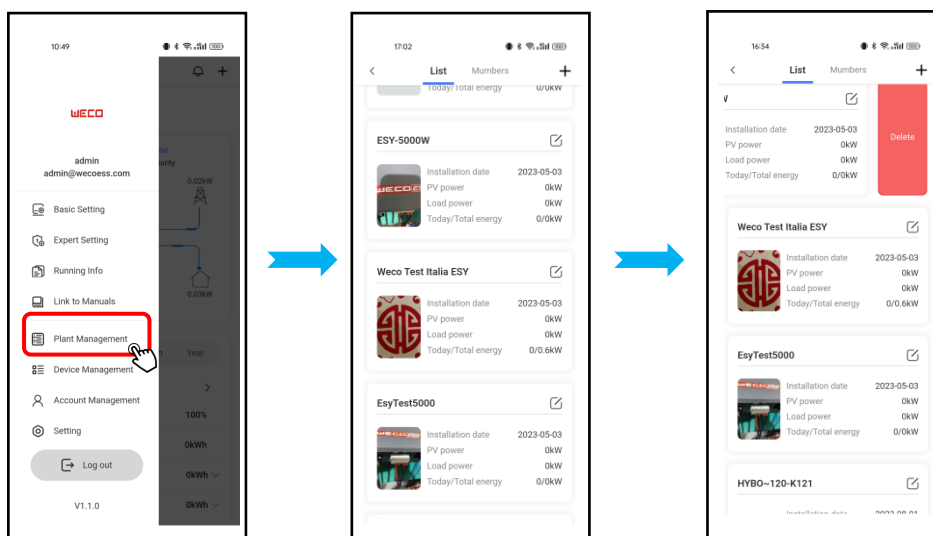 10:49
100
WECO
admin
admin@wecoess.com
Basic Setting
Expert Setting
Running Info
Link to Manuals
Plant Management
Device Management
Account Management
Setting
Log out
V1.1.0
0.02kW
0.03kW
Year
100%
0kWh
0kWh
0kWh
17:02
100
List Mumbers
Today/Total energy 0/0kW
ESY-5000W
Installation date 2023-05-03
PV power 0kW
Load power 0kW
Today/Total energy 0/0kW
Weco Test Italia ESY
Installation date 2023-05-03
PV power 0kW
Load power 0kW
Today/Total energy 0/0.6kW
EsyTest5000
Installation date 2023-05-03
PV power 0kW
Load power 0kW
Today/Total energy 0/0kW
16:34
100
List Mumbers
Installation date 2023-05-03
PV power 0kW
Load power 0kW
Today/Total energy 0/0kW
Delete
Weco Test Italia ESY
Installation date 2023-05-03
PV power 0kW
Load power 0kW
Today/Total energy 0/0.6kW
EsyTest5000
Installation date 2023-05-03
PV power 0kW
Load power 0kW
Today/Total energy 0/0kW
HYBO~120-K121
Installation date 2023-08-01